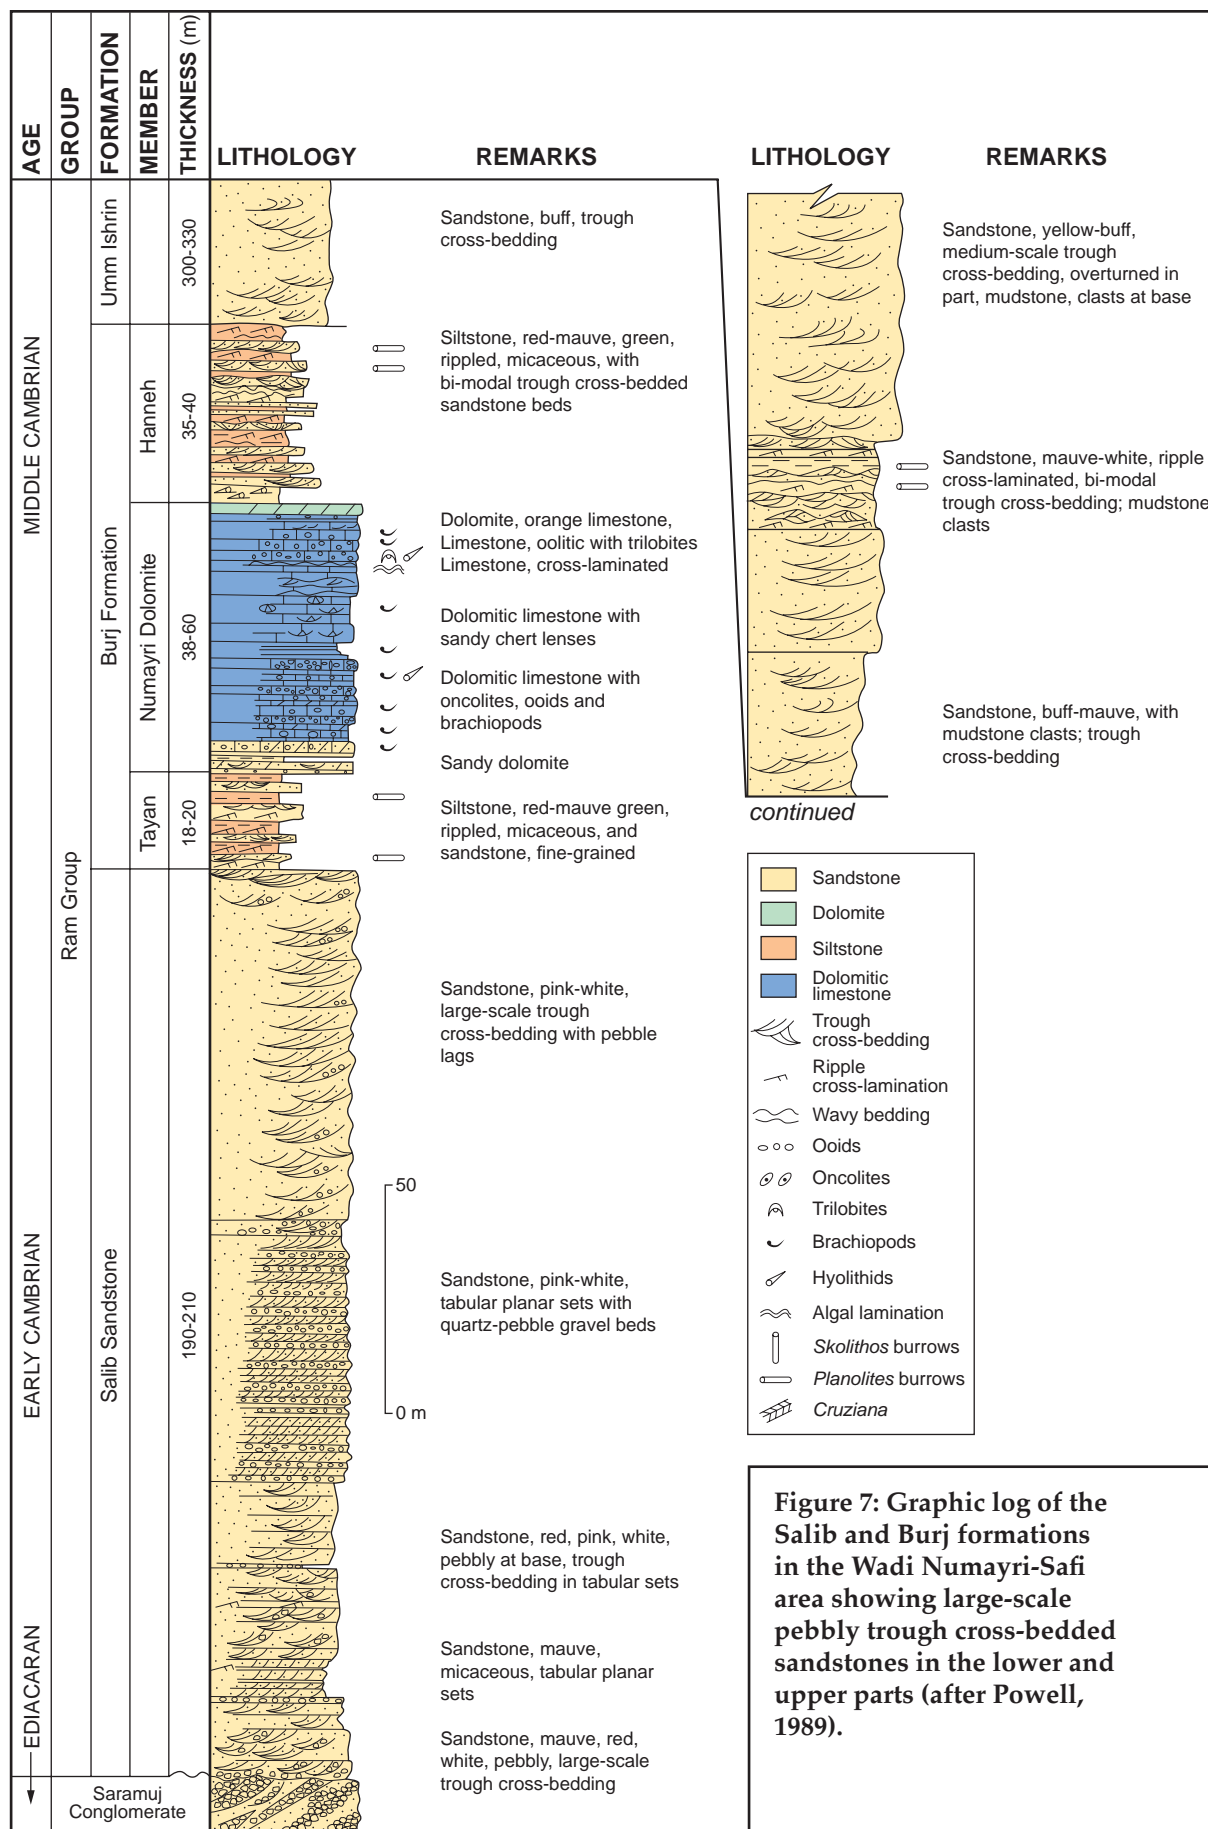 AGE
GROUP
FORMATION
MEMBER
THICKNESS (m)
LITHOLOGY
REMARKS
LITHOLOGY
REMARKS
MIDDLE CAMBRIAN
EARLY CAMBRIAN
EDIACARAN
Ram Group
Umm Ishrin
Burj Formation
Salib Sandstone
Hanneh
Numayri Dolomite
Tayan
300-330
35-40
38-60
18-20
190-210
Saramuj
Conglomerate
Sandstone, buff, trough
cross-bedding
Siltstone, red-mauve, green,
rippled, micaceous, with
bi-modal trough cross-bedded
sandstone beds
Dolomite, orange limestone,
Limestone, oolitic with trilobites
Limestone, cross-laminated
Dolomitic limestone with
sandy chert lenses
Dolomitic limestone with
oncolites, ooids and
brachiopods
Sandy dolomite
Siltstone, red-mauve green,
rippled, micaceous, and
sandstone, fine-grained
Sandstone, pink-white,
large-scale trough
cross-bedding with pebble
lags
50
0 m
Sandstone, pink-white,
tabular planar sets with
quartz-pebble gravel beds
Sandstone, red, pink, white,
pebbly at base, trough
cross-bedding in tabular sets
Sandstone, mauve,
micaceous, tabular planar
sets
Sandstone, mauve, red,
white, pebbly, large-scale
trough cross-bedding
Sandstone, yellow-buff,
medium-scale trough
cross-bedding, overturned in
part, mudstone, clasts at base
Sandstone, mauve-white, ripple
cross-laminated, bi-modal
trough cross-bedding; mudstone
clasts
Sandstone, buff-mauve, with
mudstone clasts; trough
cross-bedding
continued
Sandstone
Dolomite
Siltstone
Dolomitic
limestone
Trough
cross-bedding
Ripple
cross-lamination
Wavy bedding
Ooids
Oncolites
Trilobites
Brachiopods
Hyolithids
Algal lamination
Skolithos burrows
Planolites burrows
Cruziana
Figure 7: Graphic log of the
Salib and Burj formations
in the Wadi Numayri-Safi
area showing large-scale
pebbly trough cross-bedded
sandstones in the lower and
upper parts (after Powell,
1989).